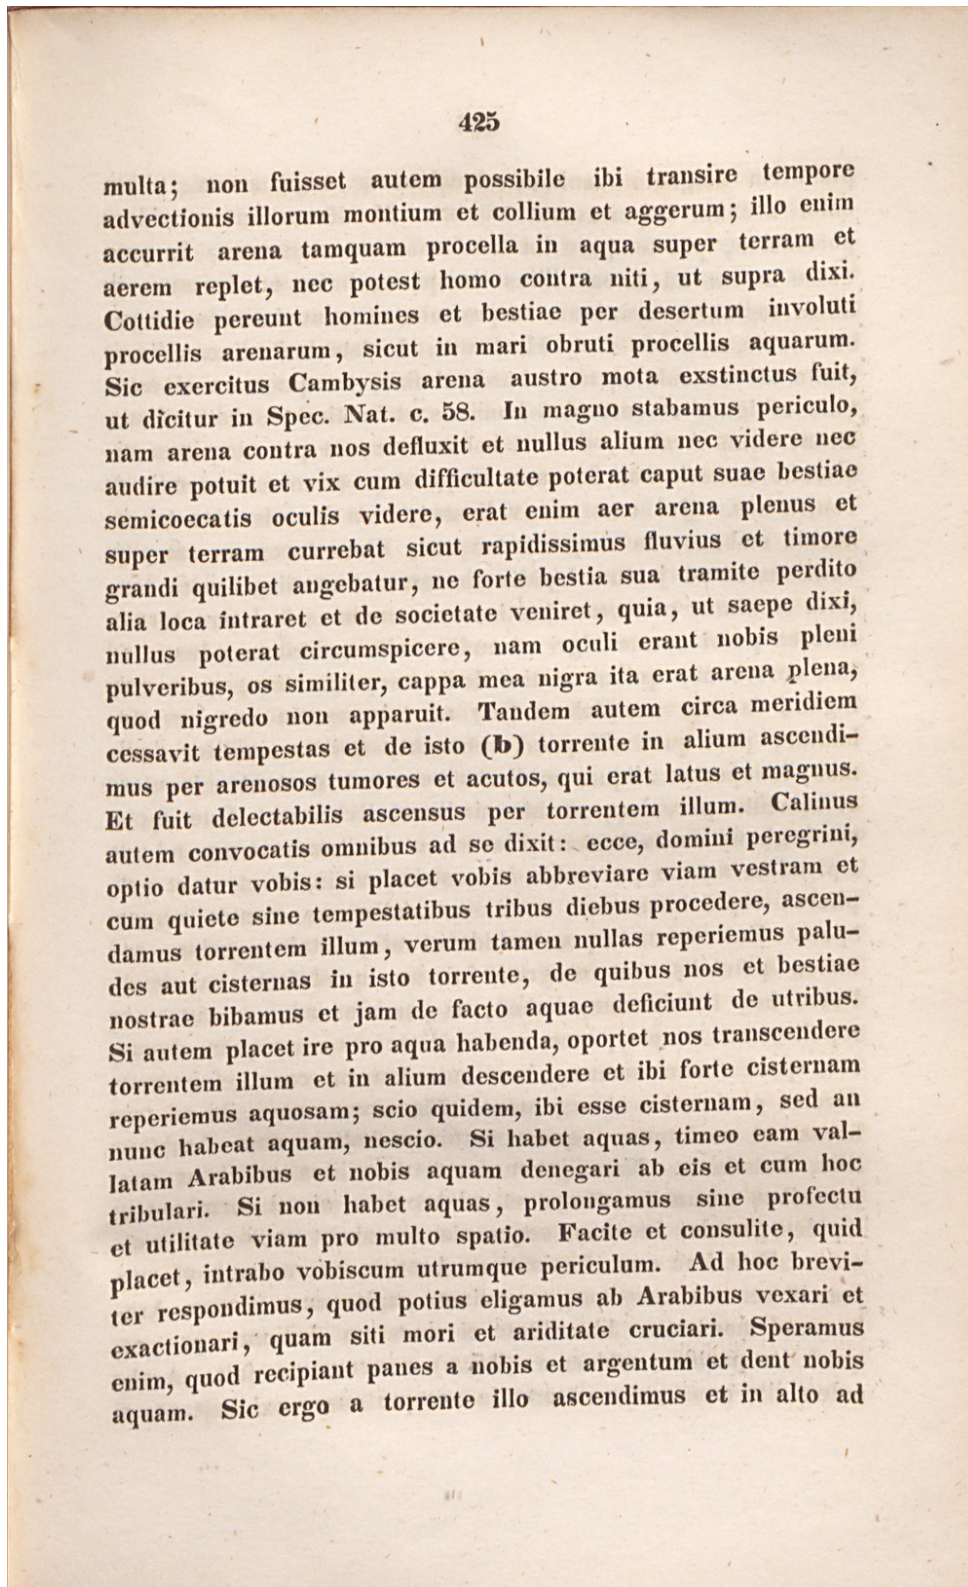 425
multa; non fuisset autem possibile ibi transire tempore
advectionis illorum montium et collium et aggerum; illo enim
accurrit arena tamquam procella in aqua super terram et
aerem replet, nec potest homo contra niti, ut supra dixi.
Cottidie pereunt homines et bestiae per desertum involuti
procellis arenarum, sicut in mari obruti procellis aquarum.
Sic exercitus Cambysis arena austro mota exstinctus fuit,
ut dicitur in Spec. Nat. c. 58. In magno stabamus periculo,
nam arena contra nos defluxit et nullus alium nec videre nec
audire potuit et vix cum difficultate poterat caput suae bestiae
semicoecatis oculis videre, erat enim aer arena plenus et
super terram currebat sicut rapidissimus fluvius et timore
grandi quilibet angebatur, ne forte bestia sua tramite perdito
alia loca intraret et de societate veniret, quia, ut saepe dixi,
nullus poterat circumspicere, nam oculi erant nobis pleni
pulveribus, os similiter, cappa mea nigra ita erat arena plena,
quod nigredo non apparuit. Tandem autem circa meridiem
cessavit tempestas et de isto (b) torrente in alium ascendi-
mus per arenosos tumores et acutos, qui erat latus et magnus.
Et fuit delectabilis ascensus per torrentem illum. Calinus
autem convocatis omnibus ad se dixit: ecce, domini peregrini,
optio datur vobis: si placet vobis abbreviare viam vestram et
cum quiete sine tempestatibus tribus diebus procedere, ascen-
damus torrentem illum, verum tamen nullas reperiemus palu-
des aut cisternas in isto torrente, de quibus nos et bestiae
nostrae bibamus et jam de facto aquae deficiunt de utribus.
Si autem placet ire pro aqua habenda, oportet nos transcendere
torrentem illum et in alium descendere et ibi forte cisternam
reperiemus aquosam; scio quidem, ibi esse cisternam, sed an
nunc habeat aquam, nescio. Si habet aquas, timeo eam val-
latam Arabibus et nobis aquam denegari ab eis et cum hoc
tribulari. Si non habet aquas, prolongamus sine profectu
et utilitate viam pro multo spatio. Facite et consulite, quid
placet, intrabo vobiscum utrumque periculum. Ad hoc brevi-
ter respondimus, quod potius eligamus ab Arabibus vexari et
exactionari, quam siti mori et ariditate cruciari. Speramus
enim, quod recipiant panes a nobis et argentum et dent nobis
aquam. Sic ergo a torrente illo ascendimus et in alto ad